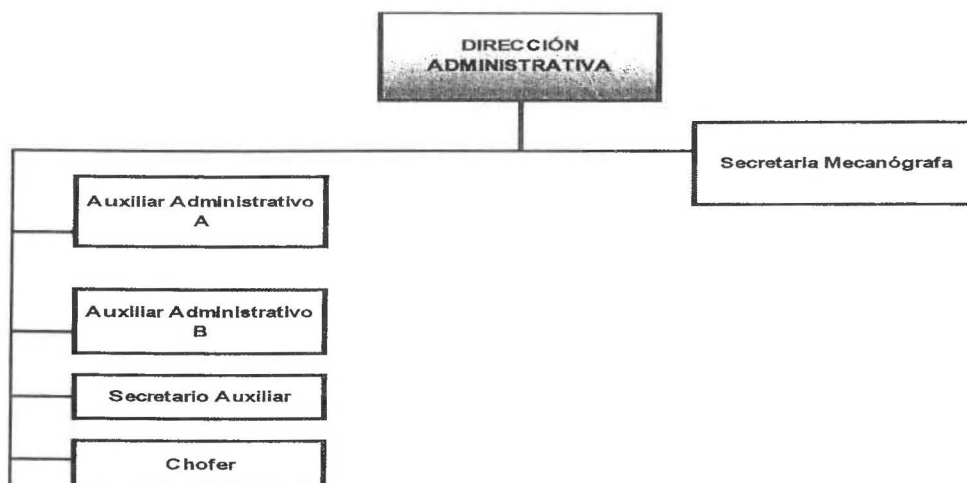 DIRECCIÓN
ADMINISTRATIVA
Secretaria Mecanógrafa
Auxiliar Administrativo
A
Auxiliar Administrativo
B
Secretario Auxiliar
Chofer